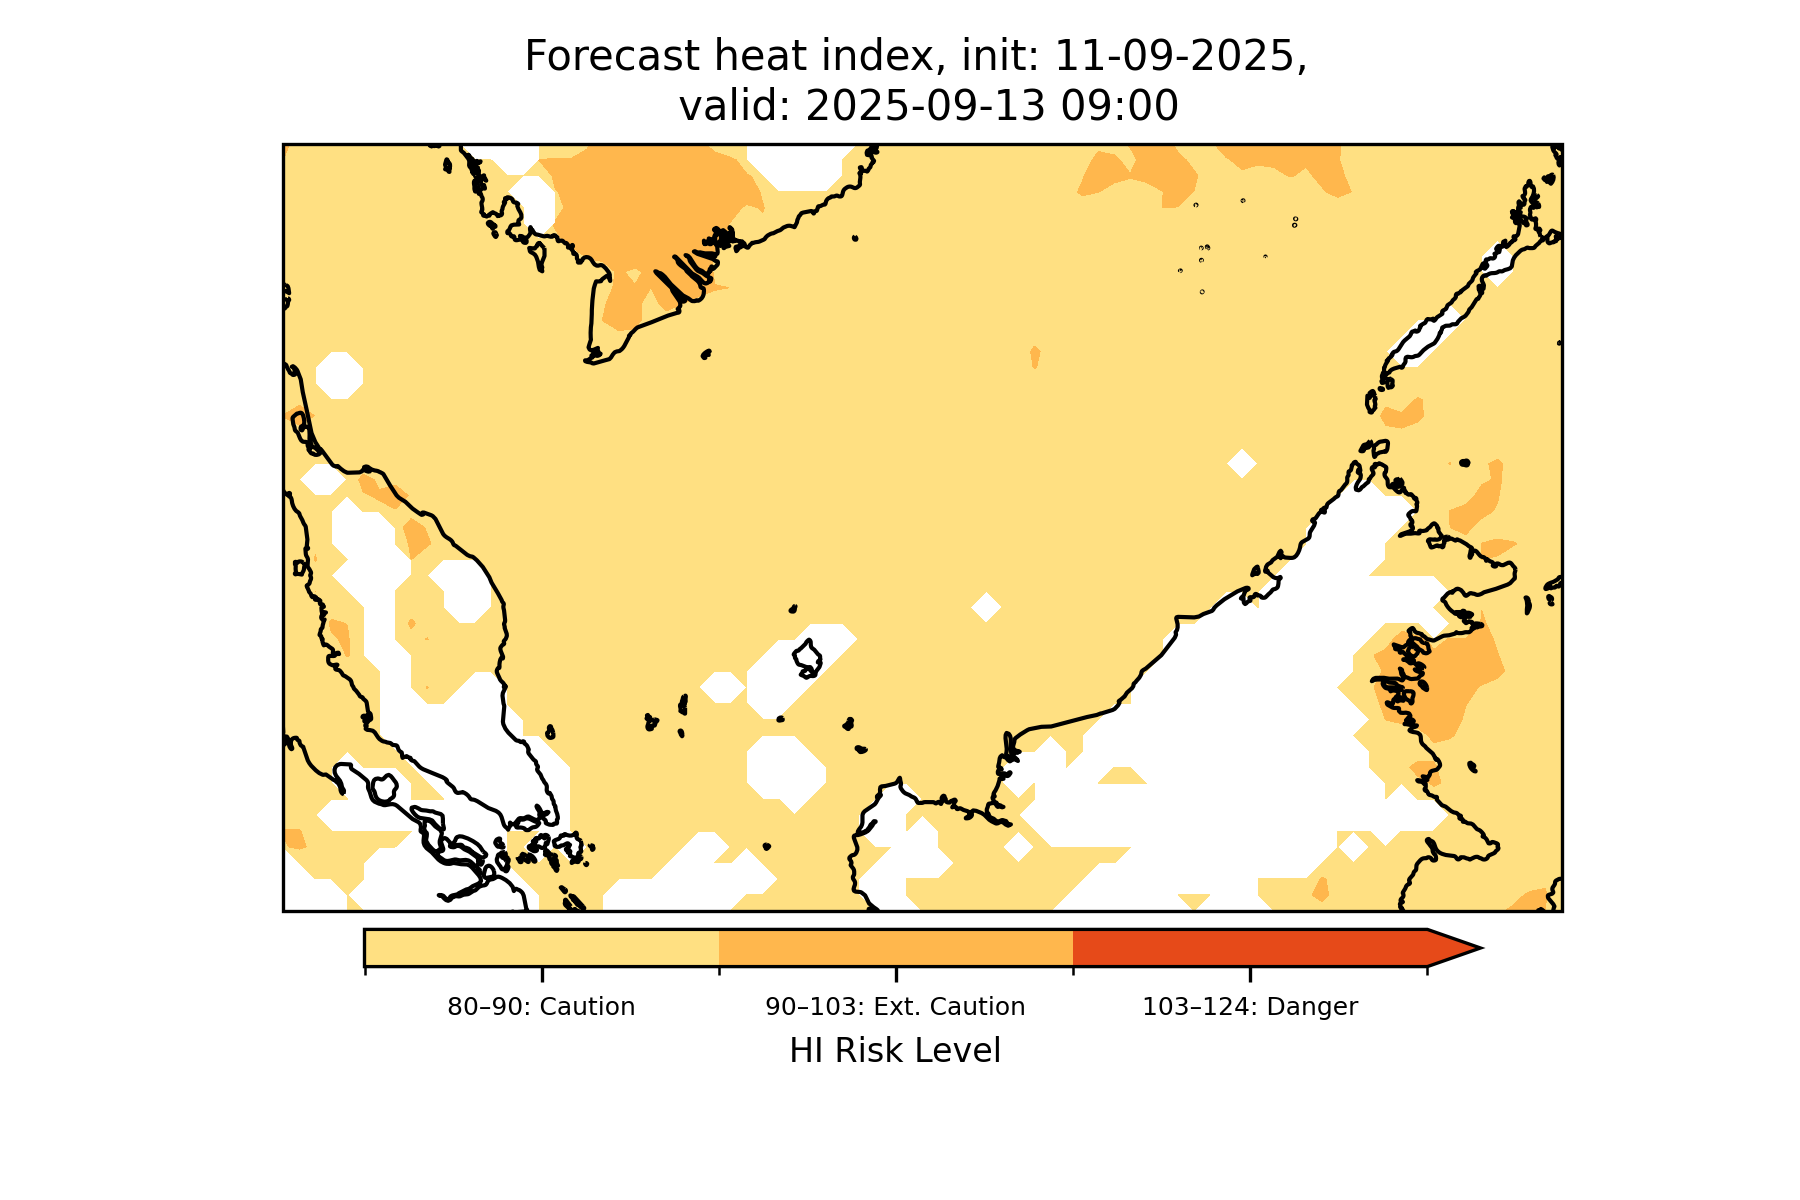 Forecast heat index, init: 11-09-2025,
valid: 2025-09-13 09:00
80–90: Caution
90–103: Ext. Caution
103–124: Danger
HI Risk Level